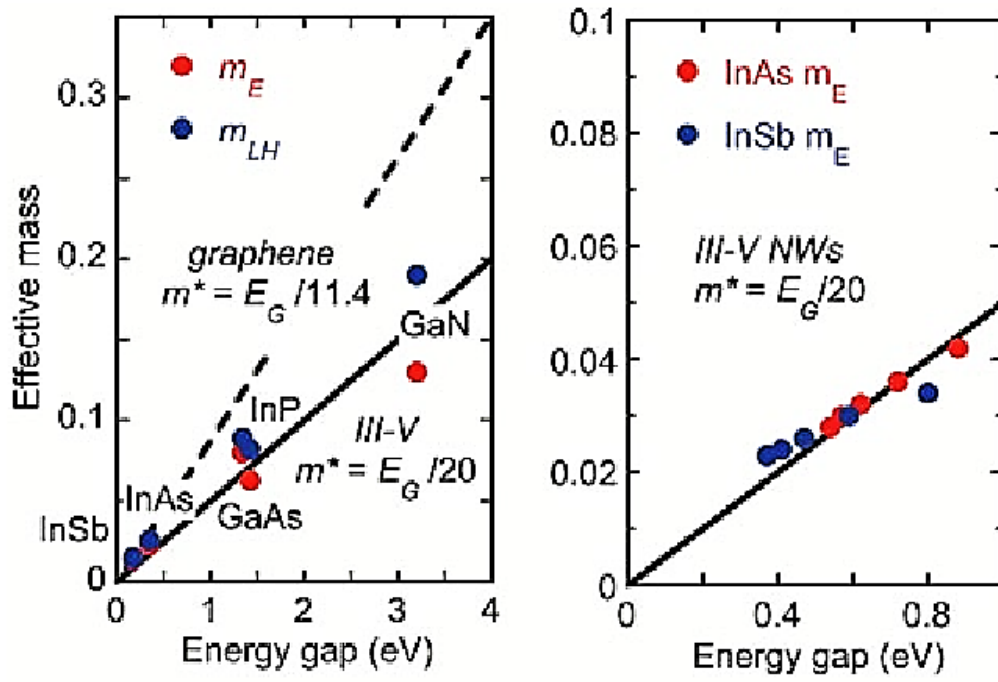 Effective mass
0.3
0.2
0.1
0
m_E
m_LH
graphene
m* = E_G /11.4
GaN
InP
III-V
m* = E_G /20
InAs
GaAs
InSb
0 1 2 3 4
Energy gap (eV)
0.1
0.08
0.06
0.04
0.02
0
InAs m_E
InSb m_E
III-V NWs
m* = E_G/20
0 0.4 0.8
Energy gap (eV)